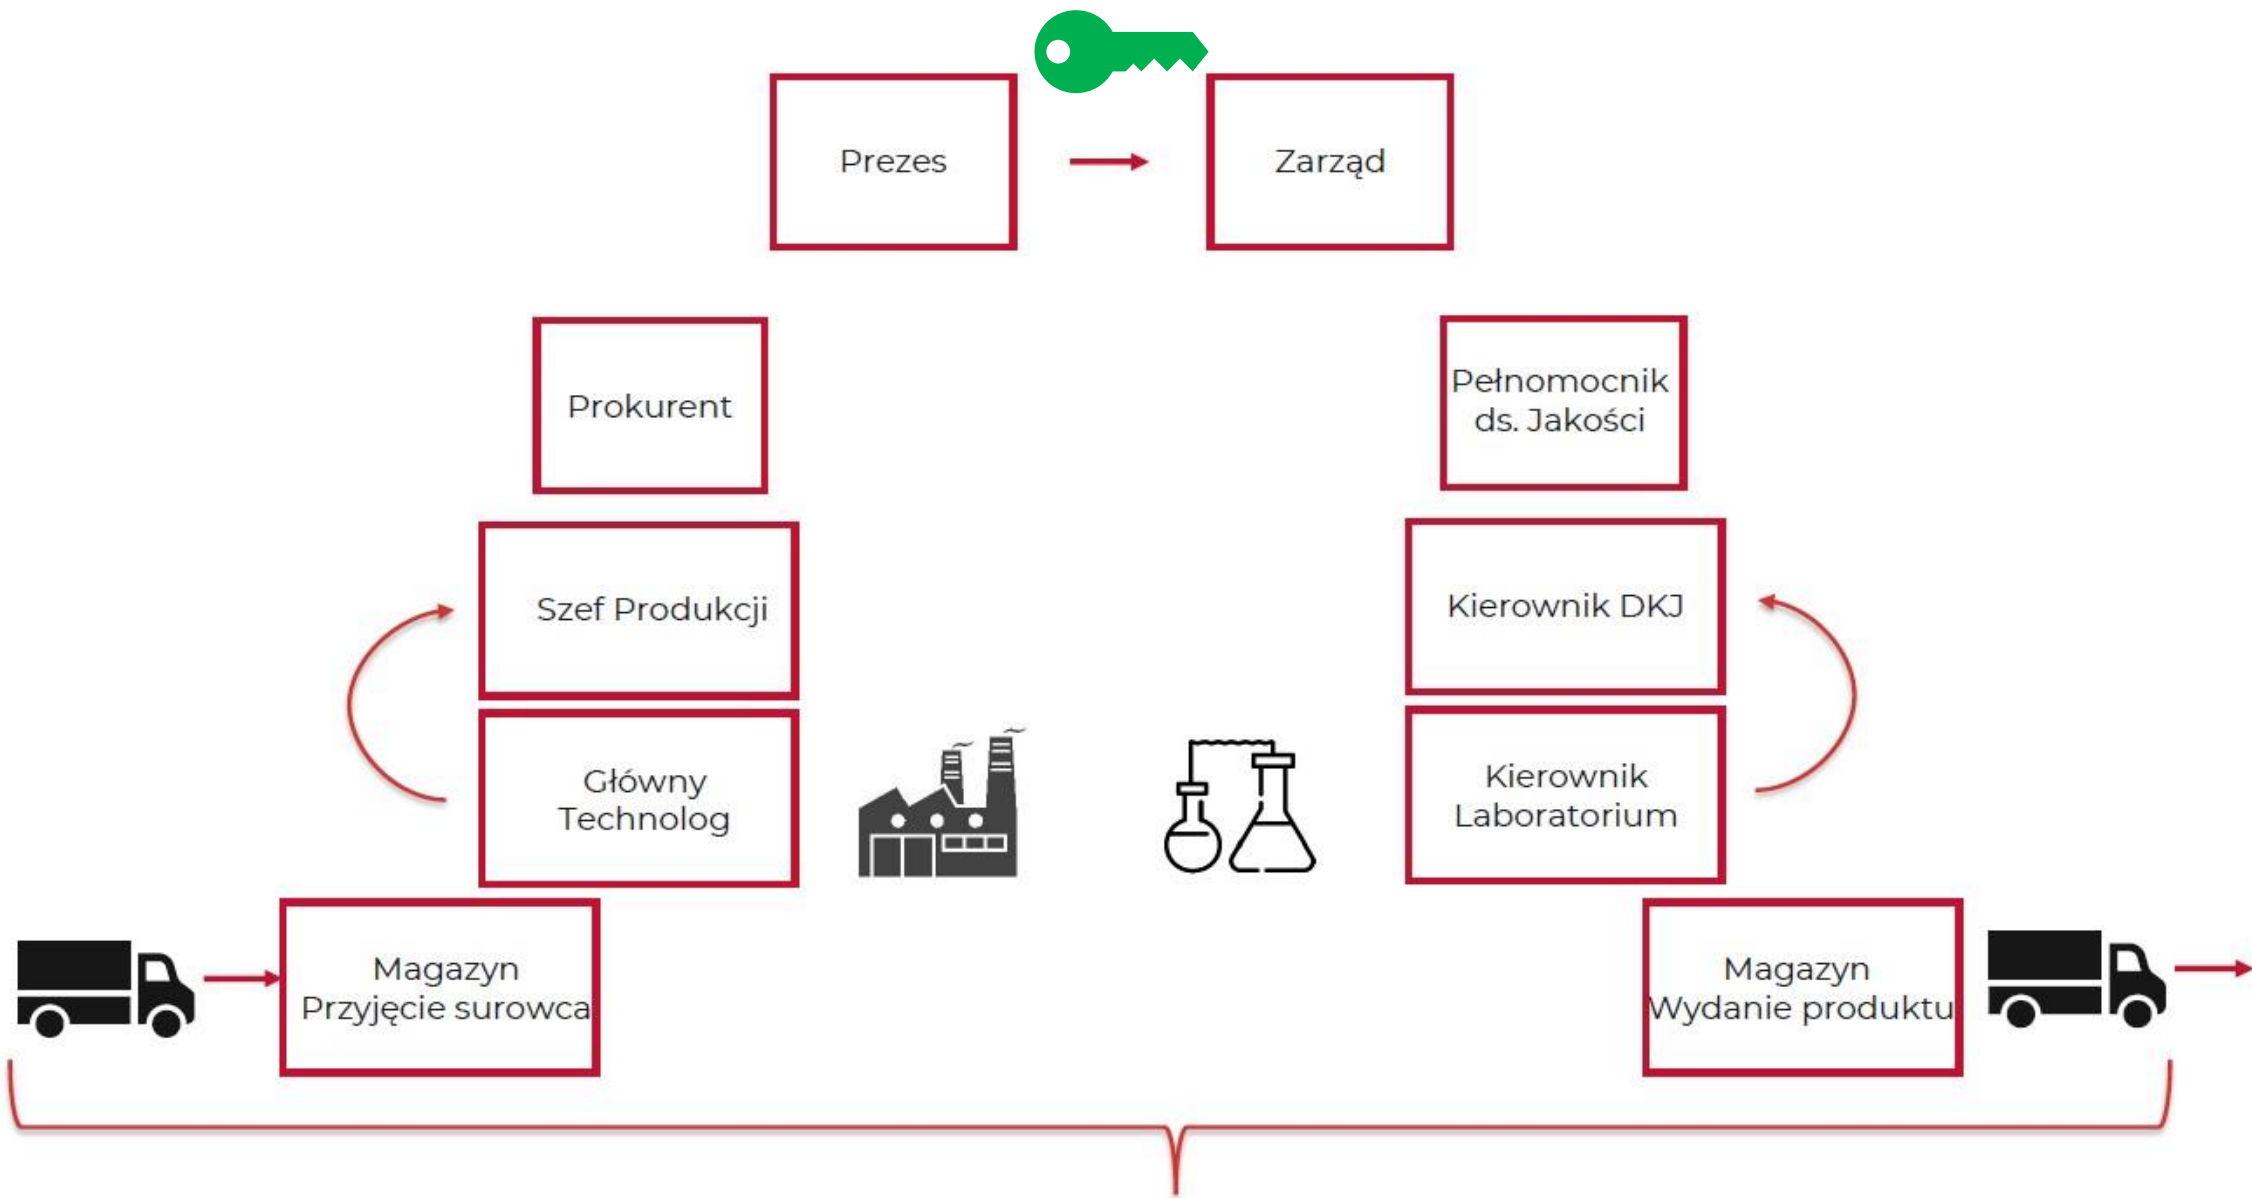 Prezes
Zarząd
Prokurent
Pełnomocnik
ds. Jakości
Szef Produkcji
Kierownik DKJ
Główny
Technolog
Kierownik
Laboratorium
Magazyn
Przyjęcie surowca
Magazyn
Wydanie produktu